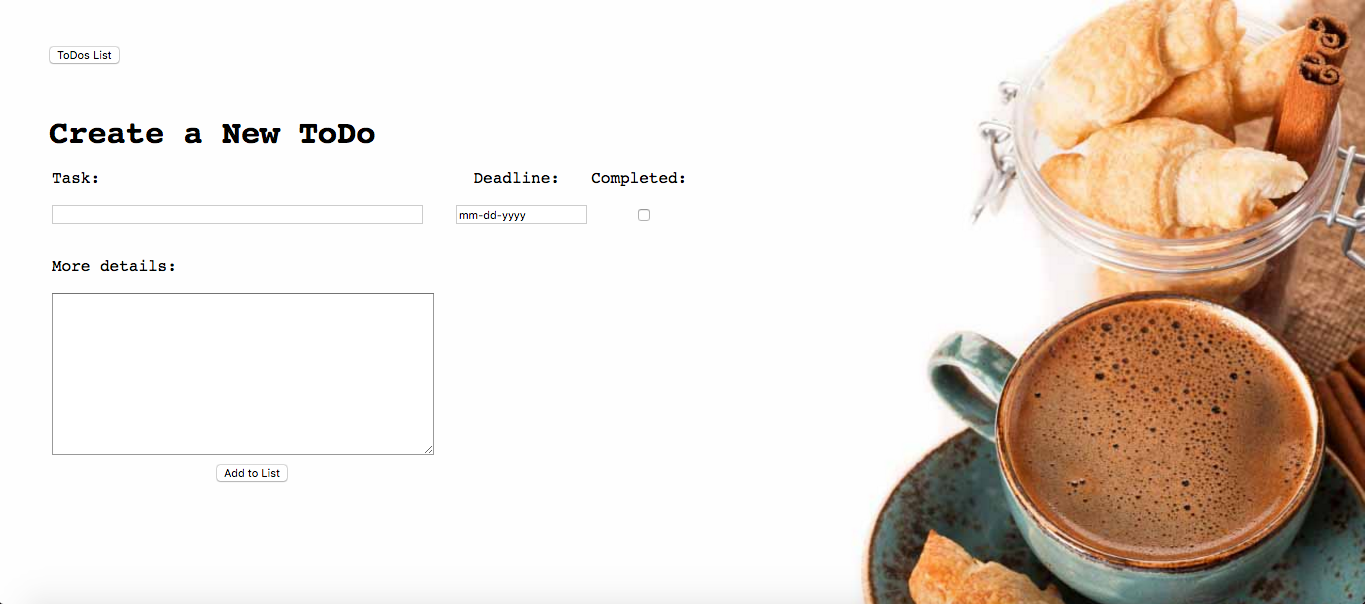 ToDos List
Create a New ToDo
Task: Deadline: Completed:
mm-dd-yyyy
More details:
Add to List